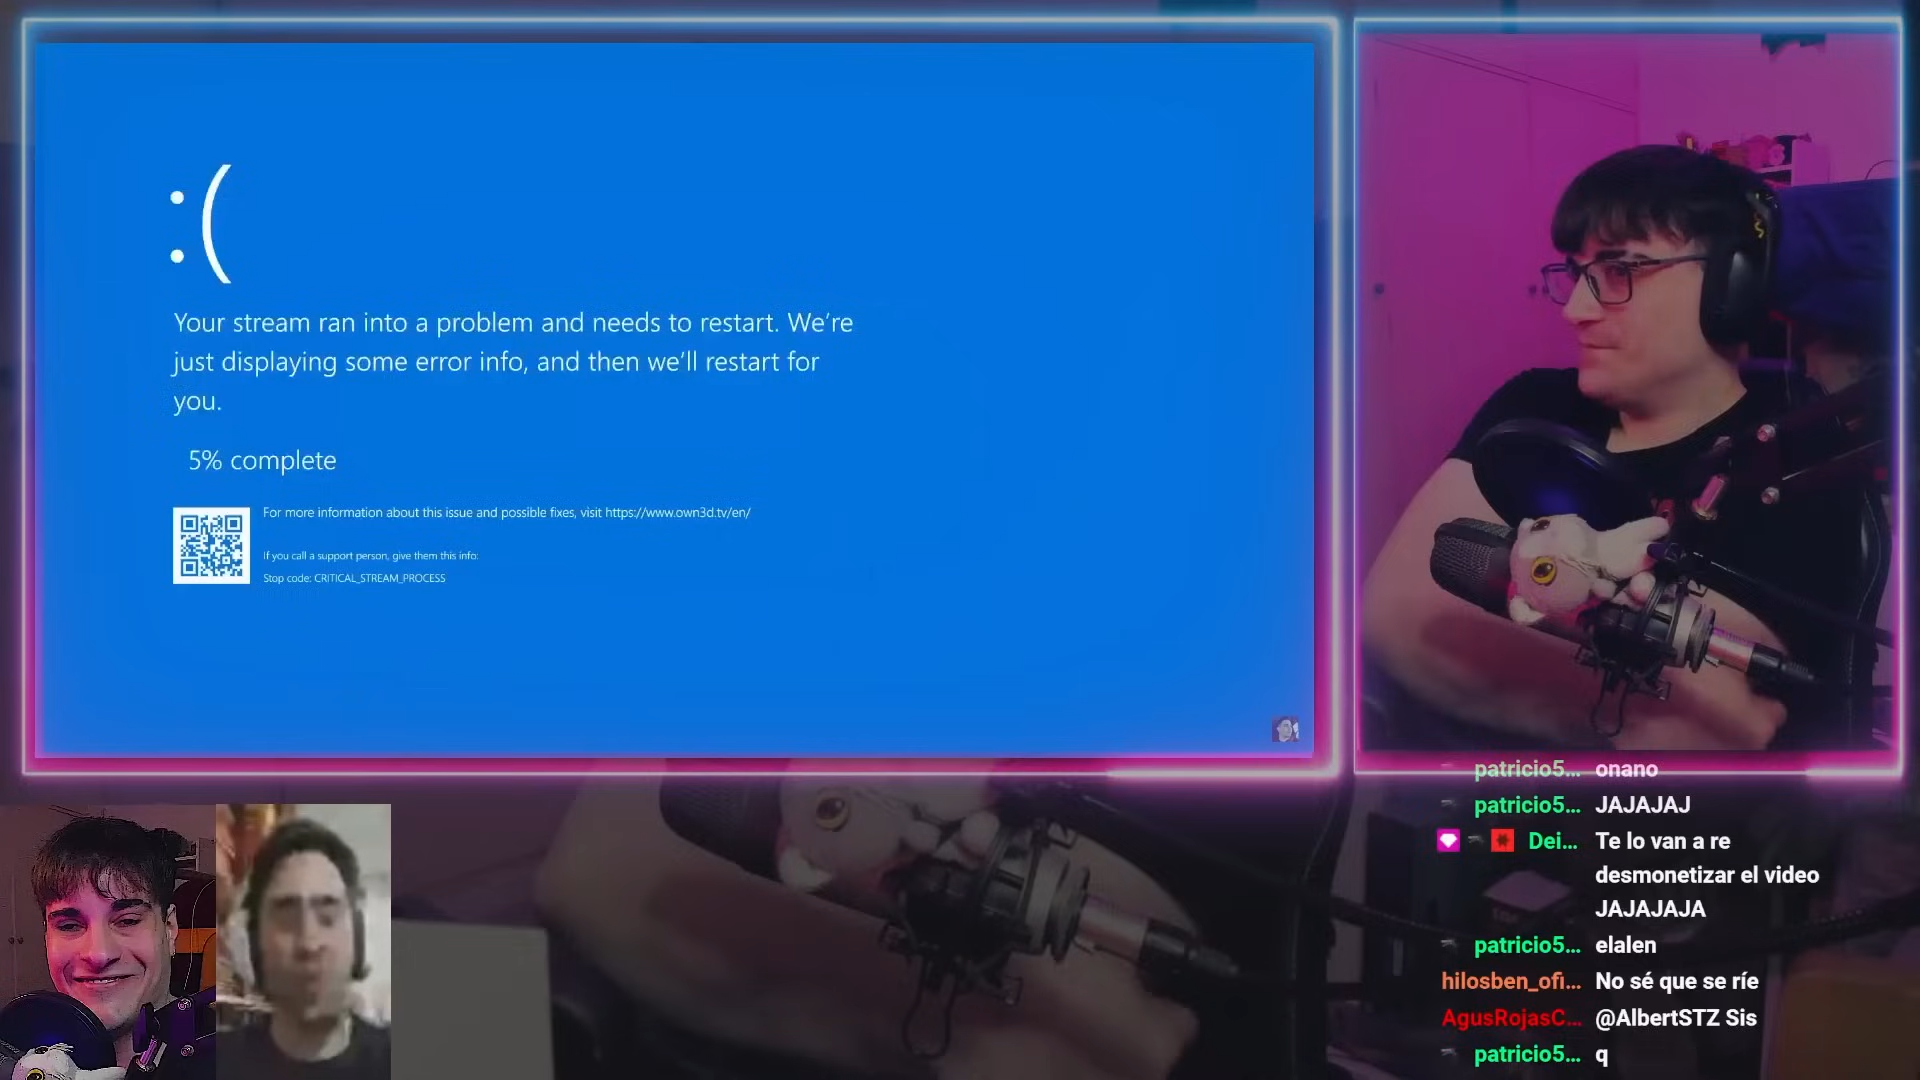 :(
Your stream ran into a problem and needs to restart. We're
just displaying some error info, and then we'll restart for
you.
5% complete
For more information about this issue and possible fixes, visit https://www.own3d.tv/en/
If you call a support person, give them this info:
Stop code: CRITICAL_STREAM_PROCESS
patricio5... onano
patricio5... JAJAJAJ
Dei... Te lo van a re
desmonetizar el video
JAJAJAJA
patricio5... elalen
hilosben_ofi... No sé que se ríe
AgusRojasC... @AlbertSTZ Sis
patricio5... q